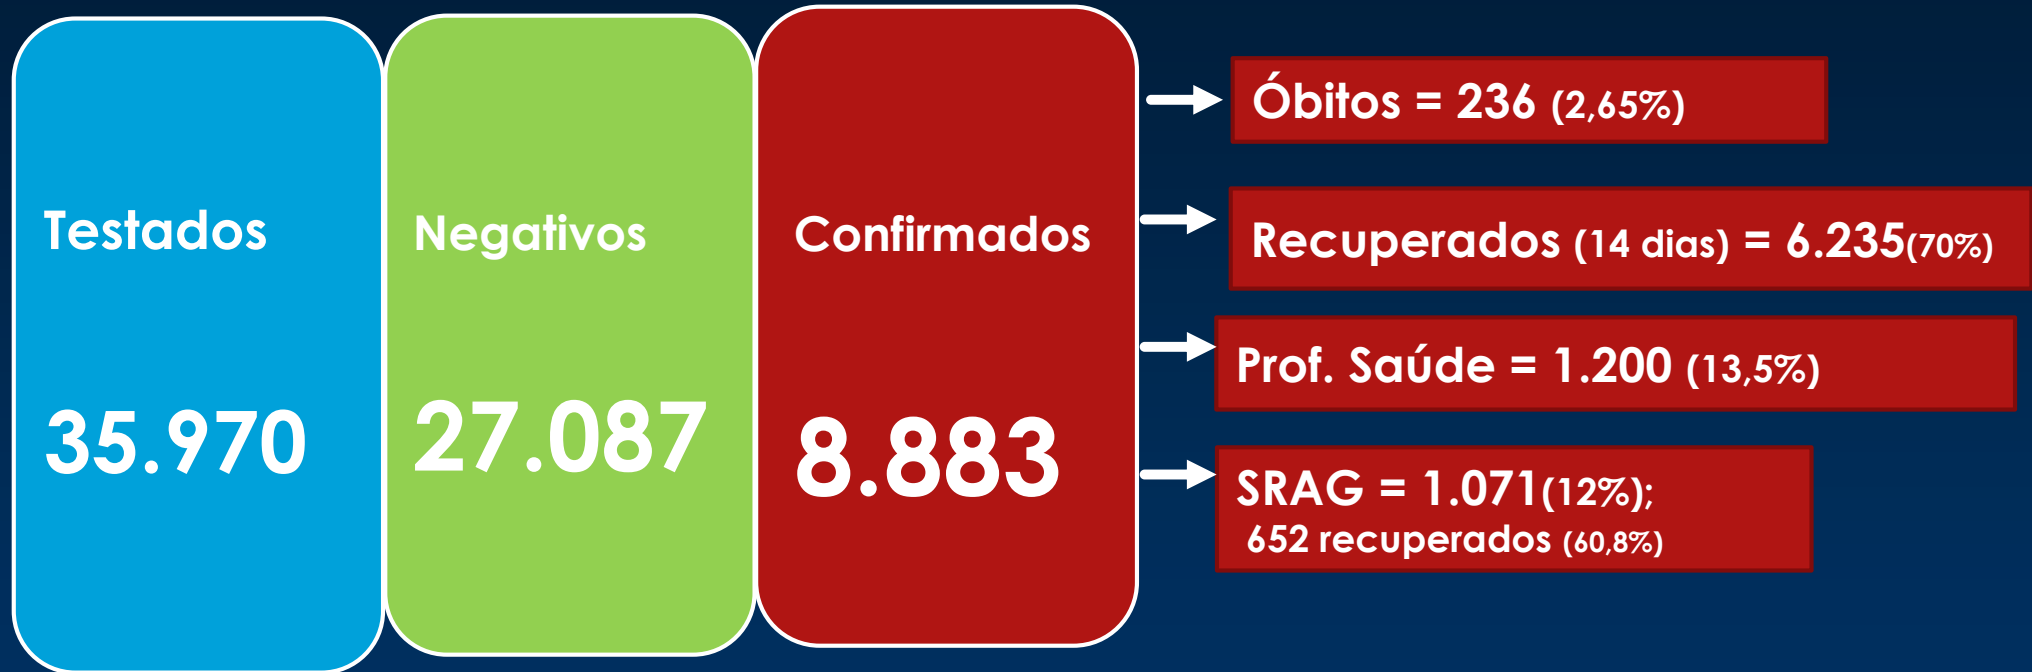 Testados
35.970
Negativos
27.087
Confirmados
8.883
Óbitos = 236 (2,65%)
Recuperados (14 dias) = 6.235(70%)
Prof. Saúde = 1.200 (13,5%)
SRAG = 1.071(12%);
652 recuperados (60,8%)